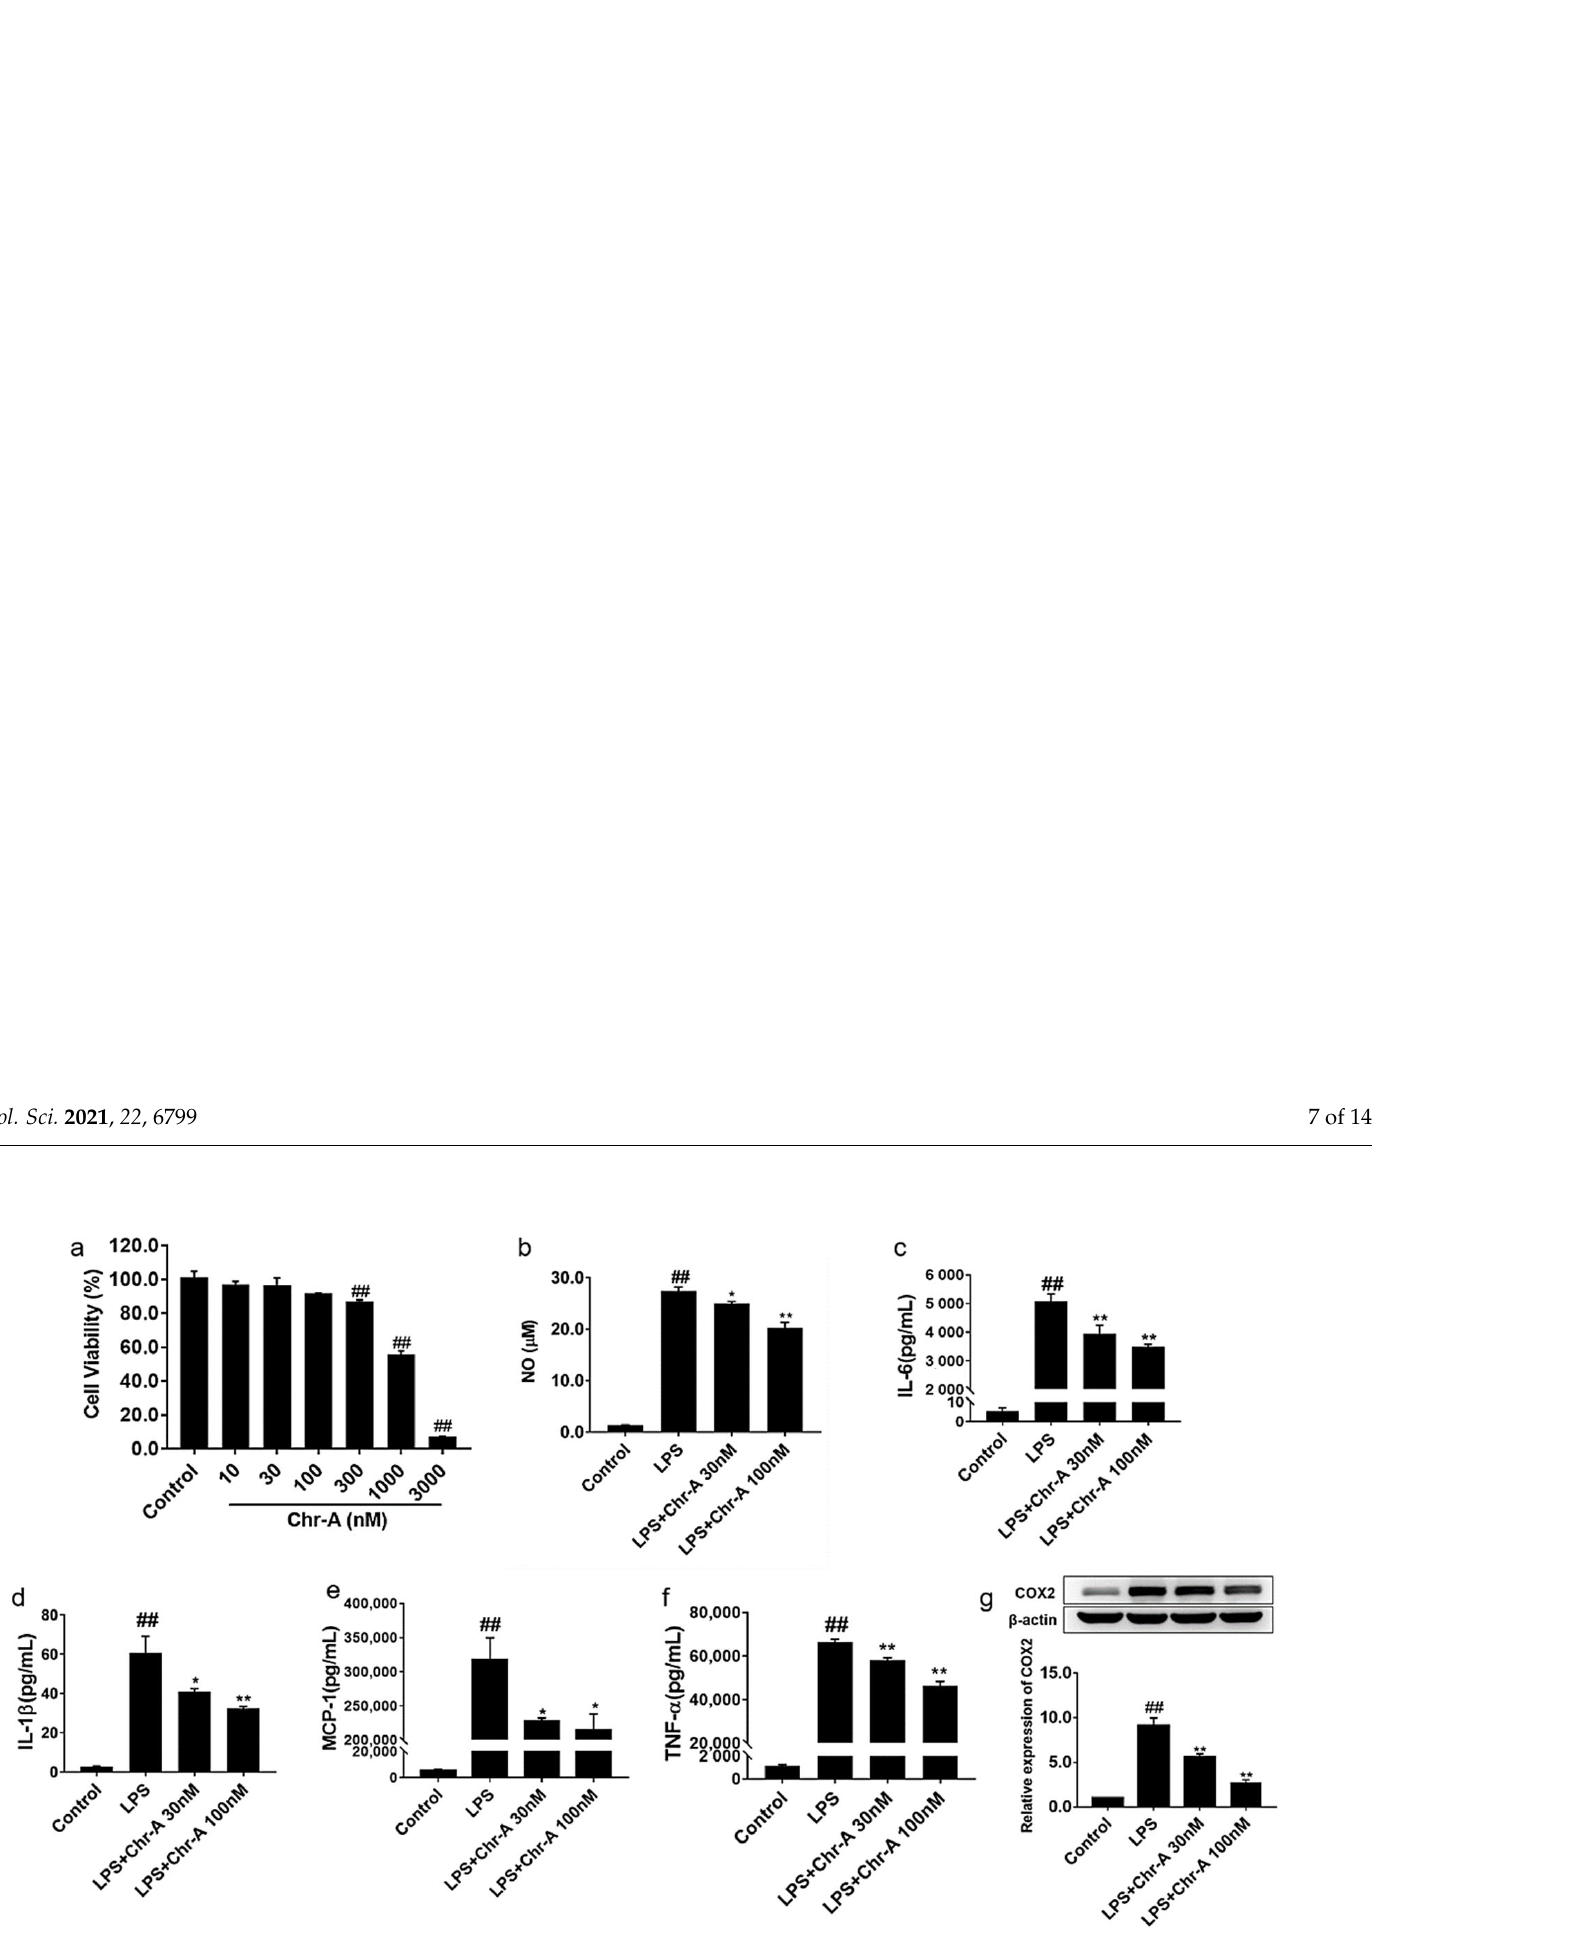 ol. Sci. 2021, 22, 6799
7 of 14
a
120.0
100.0
80.0
60.0
40.0
20.0
0.0
Cell Viability (%)
##
##
##
Control
10
30
100
300
1000
3000
Chr-A (nM)
b
30.0
20.0
10.0
0.0
NO (μM)
##
*
**
Control
LPS
LPS+Chr-A 30nM
LPS+Chr-A 100nM
c
6 000
5 000
4 000
3 000
2 000
10
0
IL-6(pg/mL)
##
**
**
Control
LPS
LPS+Chr-A 30nM
LPS+Chr-A 100nM
d
80
60
40
20
0
IL-1β(pg/mL)
##
*
**
Control
LPS
LPS+Chr-A 30nM
LPS+Chr-A 100nM
e
400,000
350,000
300,000
250,000
200,000
20,000
0
MCP-1(pg/mL)
##
*
*
Control
LPS
LPS+Chr-A 30nM
LPS+Chr-A 100nM
f
80,000
60,000
40,000
20,000
2 000
0
TNF-α(pg/mL)
##
**
**
Control
LPS
LPS+Chr-A 30nM
LPS+Chr-A 100nM
g
COX2
β-actin
15.0
10.0
5.0
0.0
Relative expression of COX2
##
**
**
Control
LPS
LPS+Chr-A 30nM
LPS+Chr-A 100nM